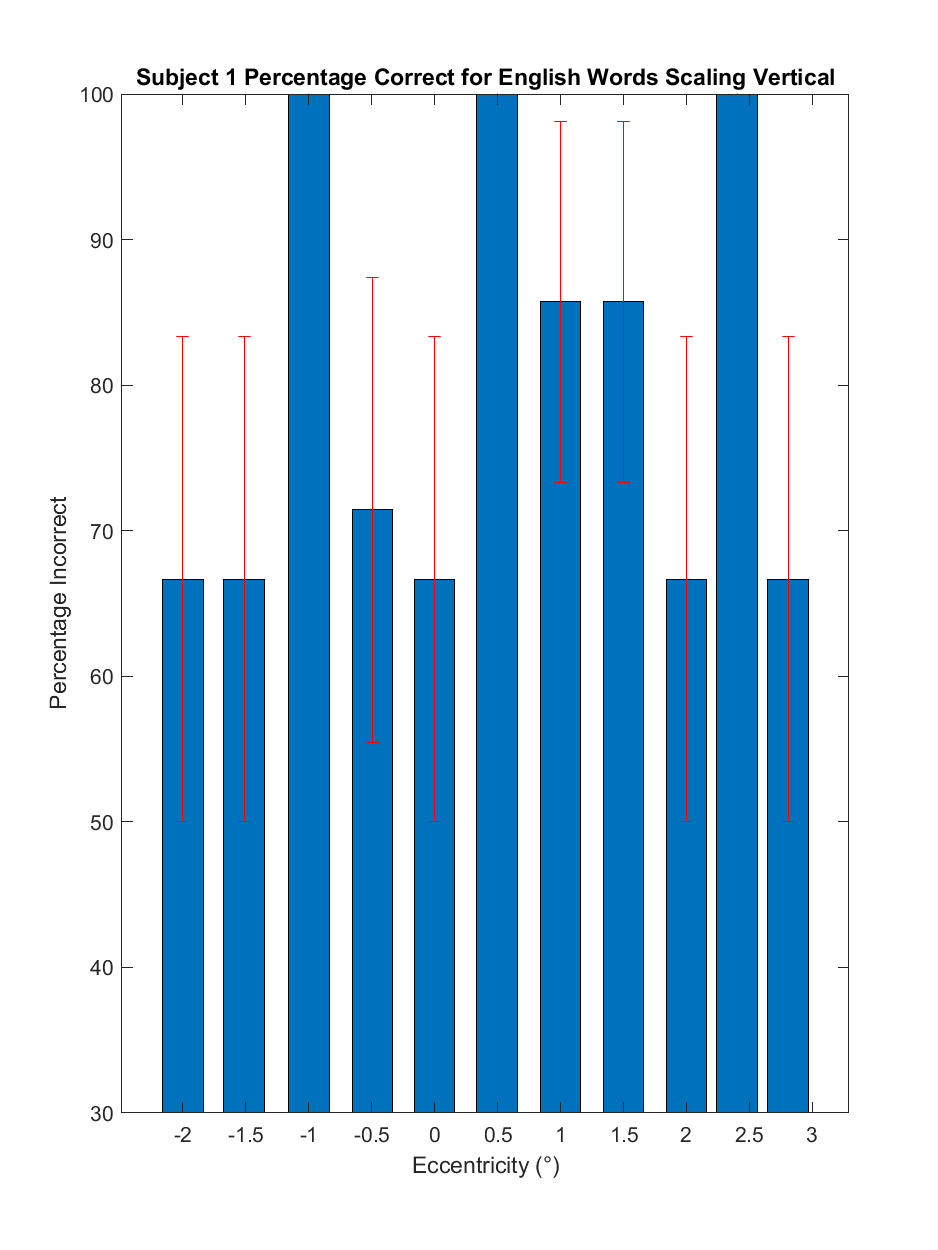 Subject 1 Percentage Correct for English Words Scaling Vertical
100
90
80
70
60
50
40
30
Percentage Incorrect
-2 -1.5 -1 -0.5 0 0.5 1 1.5 2 2.5 3
Eccentricity (°)